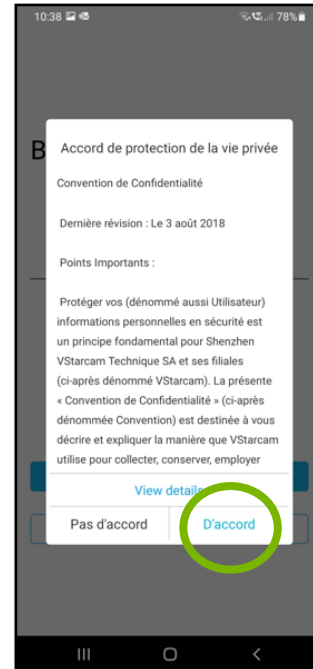 10:38 78%
B
Accord de protection de la vie privée
Convention de Confidentialité
Dernière révision : Le 3 août 2018
Points Importants :
Protéger vos (dénommé aussi Utilisateur)
informations personnelles en sécurité est
un principe fondamental pour Shenzhen
VStarcam Technique SA et ses filiales
(ci-après dénommé VStarcam). La présente
« Convention de Confidentialité » (ci-après
dénommée Convention) est destinée à vous
décrire et expliquer la manière que VStarcam
utilise pour collecter, conserver, employer
View details
Pas d'accord D'accord